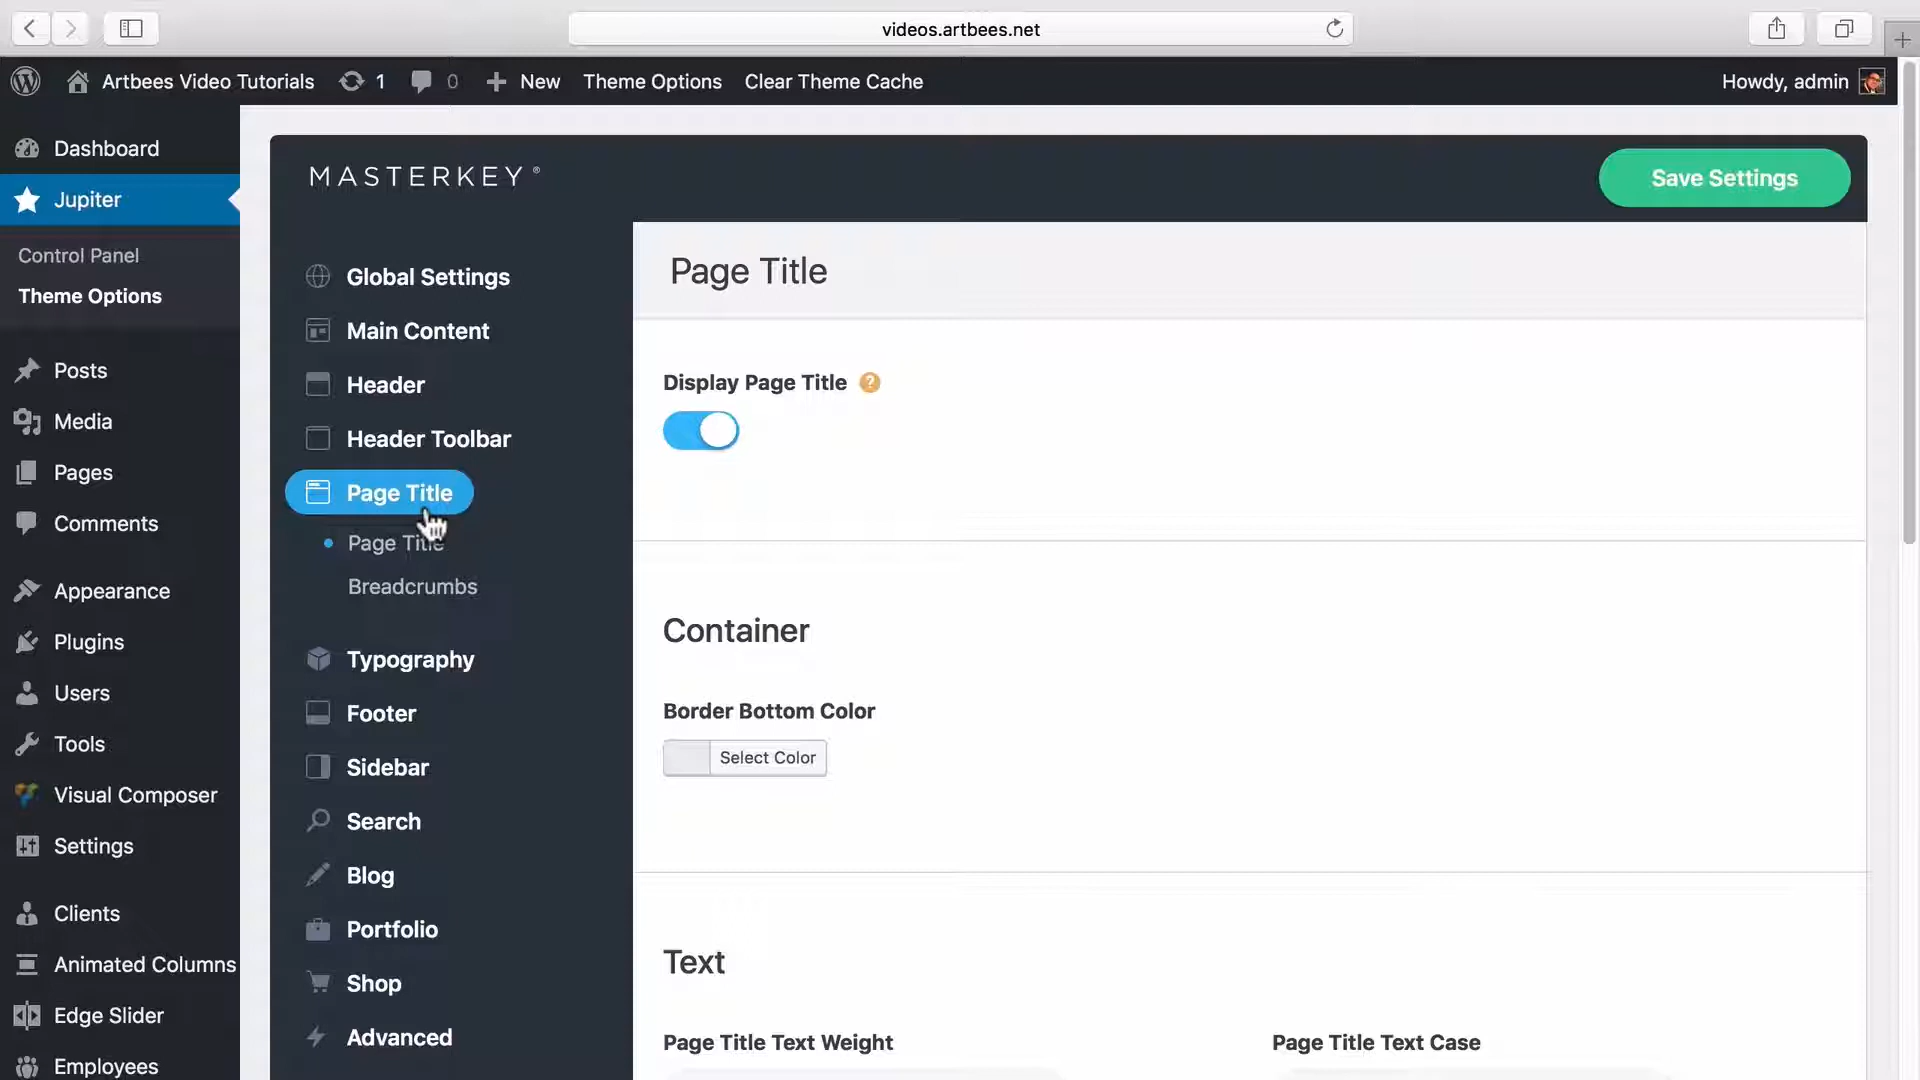 videos.artbees.net
Artbees Video Tutorials 1 0 New Theme Options Clear Theme Cache Howdy, admin
Dashboard
Jupiter
Control Panel
Theme Options
Posts
Media
Pages
Comments
Appearance
Plugins
Users
Tools
Visual Composer
Settings
Clients
Animated Columns
Edge Slider
Employees
MASTERKEY®
Save Settings
Global Settings
Main Content
Header
Header Toolbar
Page Title
Page Title
Breadcrumbs
Typography
Footer
Sidebar
Search
Blog
Portfolio
Shop
Advanced
Page Title
Display Page Title ?
Container
Border Bottom Color
Select Color
Text
Page Title Text Weight Page Title Text Case